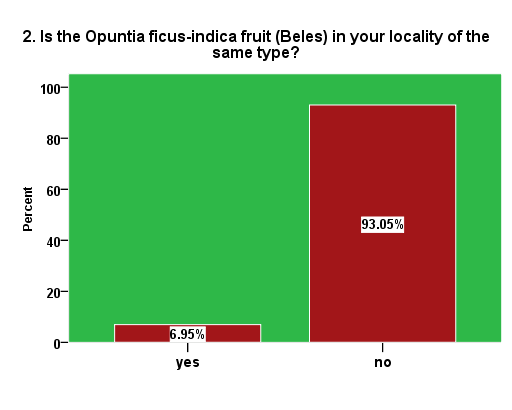 2. Is the Opuntia ficus-indica fruit (Beles) in your locality of the
same type?
100
80
60
40
20
0
Percent
93.05%
6.95%
yes
no